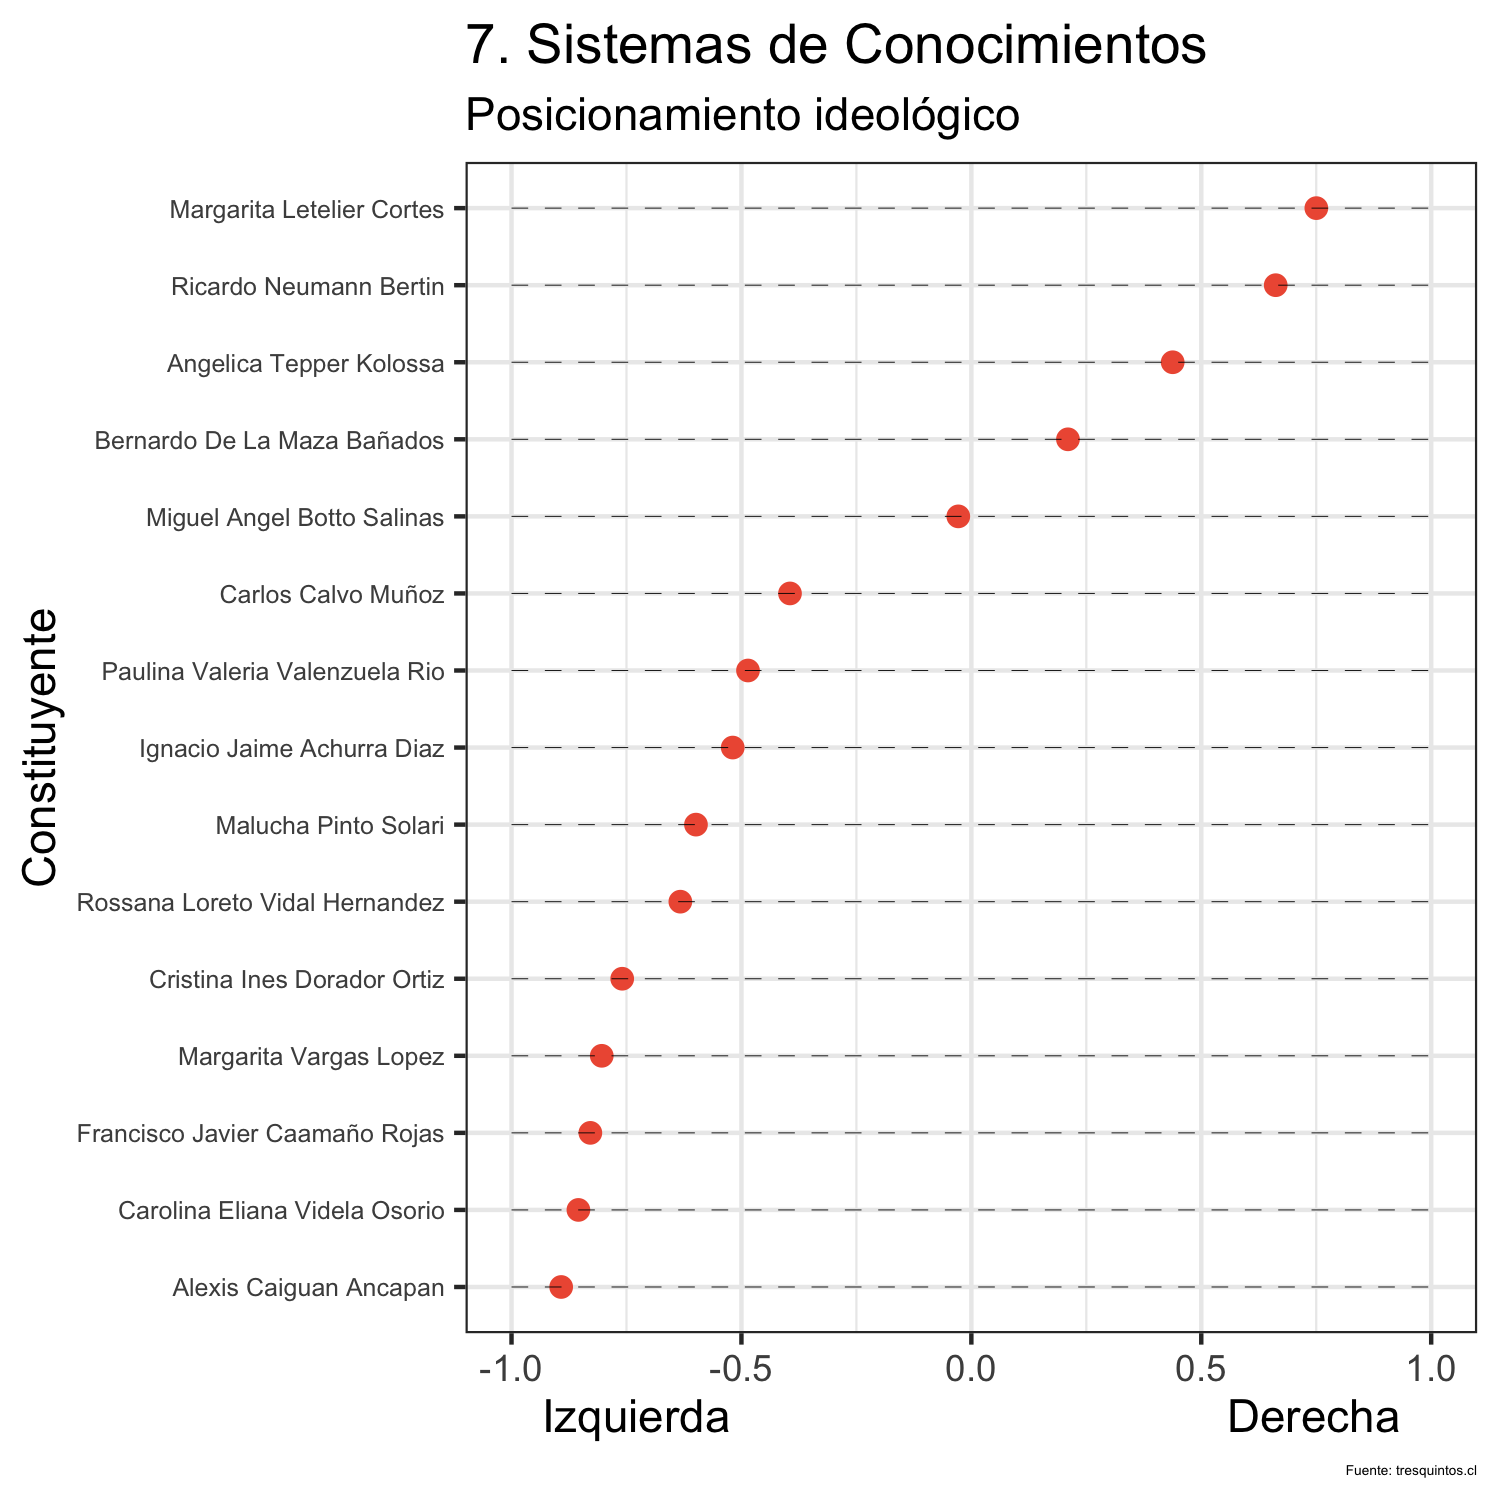 7. Sistemas de Conocimientos
Posicionamiento ideológico
Constituyente
Margarita Letelier Cortes
Ricardo Neumann Bertin
Angelica Tepper Kolossa
Bernardo De La Maza Bañados
Miguel Angel Botto Salinas
Carlos Calvo Muñoz
Paulina Valeria Valenzuela Rio
Ignacio Jaime Achurra Diaz
Malucha Pinto Solari
Rossana Loreto Vidal Hernandez
Cristina Ines Dorador Ortiz
Margarita Vargas Lopez
Francisco Javier Caamaño Rojas
Carolina Eliana Videla Osorio
Alexis Caiguan Ancapan
-1.0 -0.5 0.0 0.5 1.0
Izquierda Derecha
Fuente: tresquintos.cl